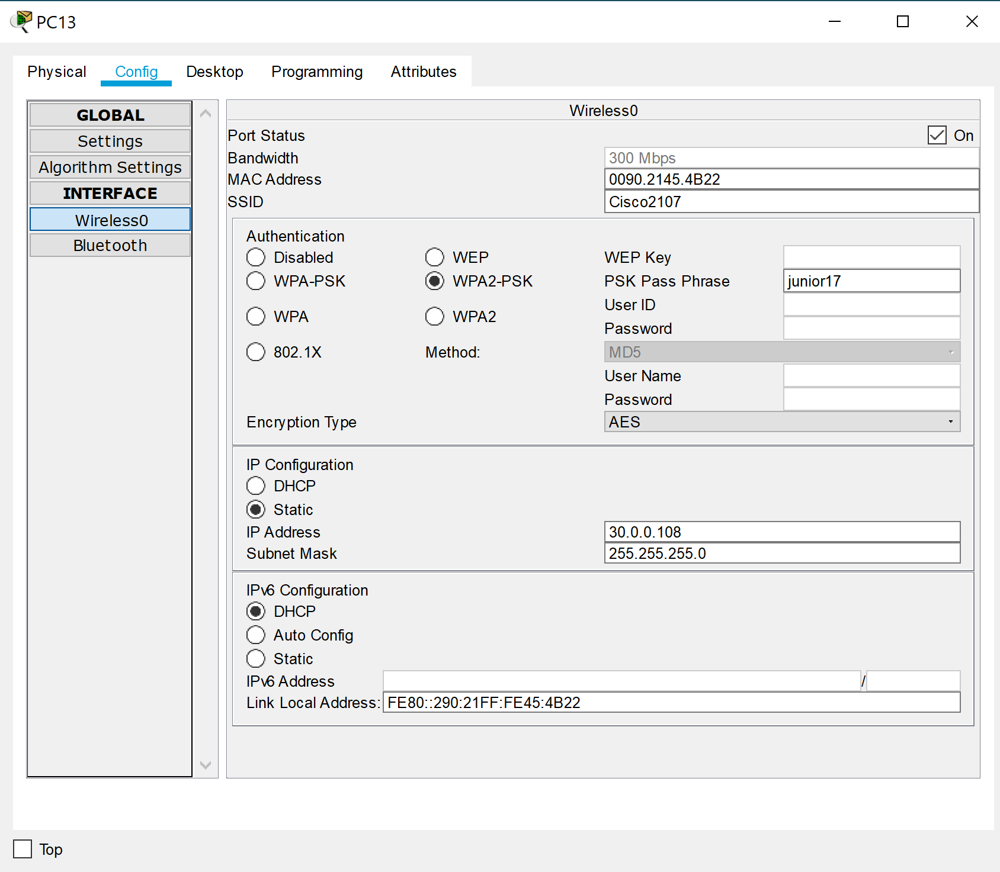 PC13
Physical Config Desktop Programming Attributes
GLOBAL
Settings
Algorithm Settings
INTERFACE
Wireless0
Bluetooth
Wireless0
Port Status On
Bandwidth 300 Mbps
MAC Address 0090.2145.4B22
SSID Cisco2107
Authentication
Disabled WEP WEP Key
WPA-PSK WPA2-PSK PSK Pass Phrase junior17
User ID
WPA WPA2
Password
802.1X Method: MD5
User Name
Password
Encryption Type AES
IP Configuration
DHCP
Static
IP Address 30.0.0.108
Subnet Mask 255.255.255.0
IPv6 Configuration
DHCP
Auto Config
Static
IPv6 Address /
Link Local Address: FE80::290:21FF:FE45:4B22
Top